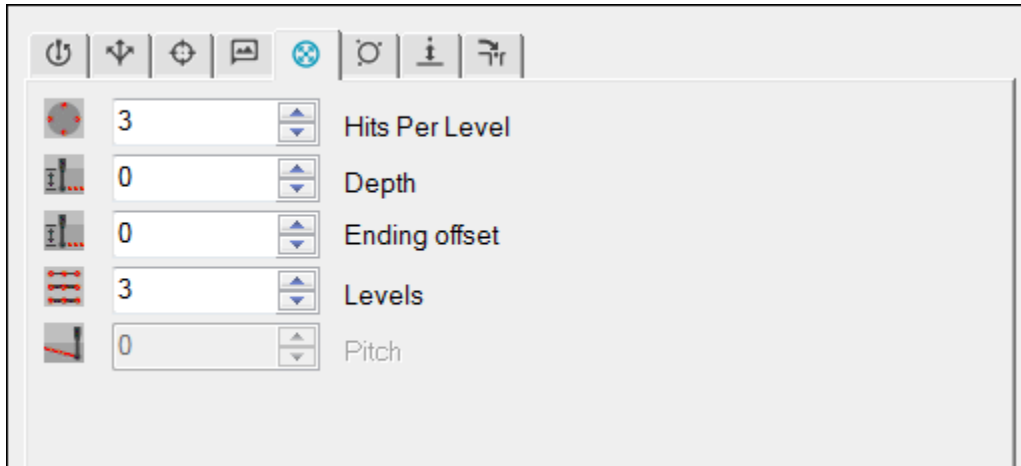 3 Hits Per Level
0 Depth
0 Ending offset
3 Levels
0 Pitch